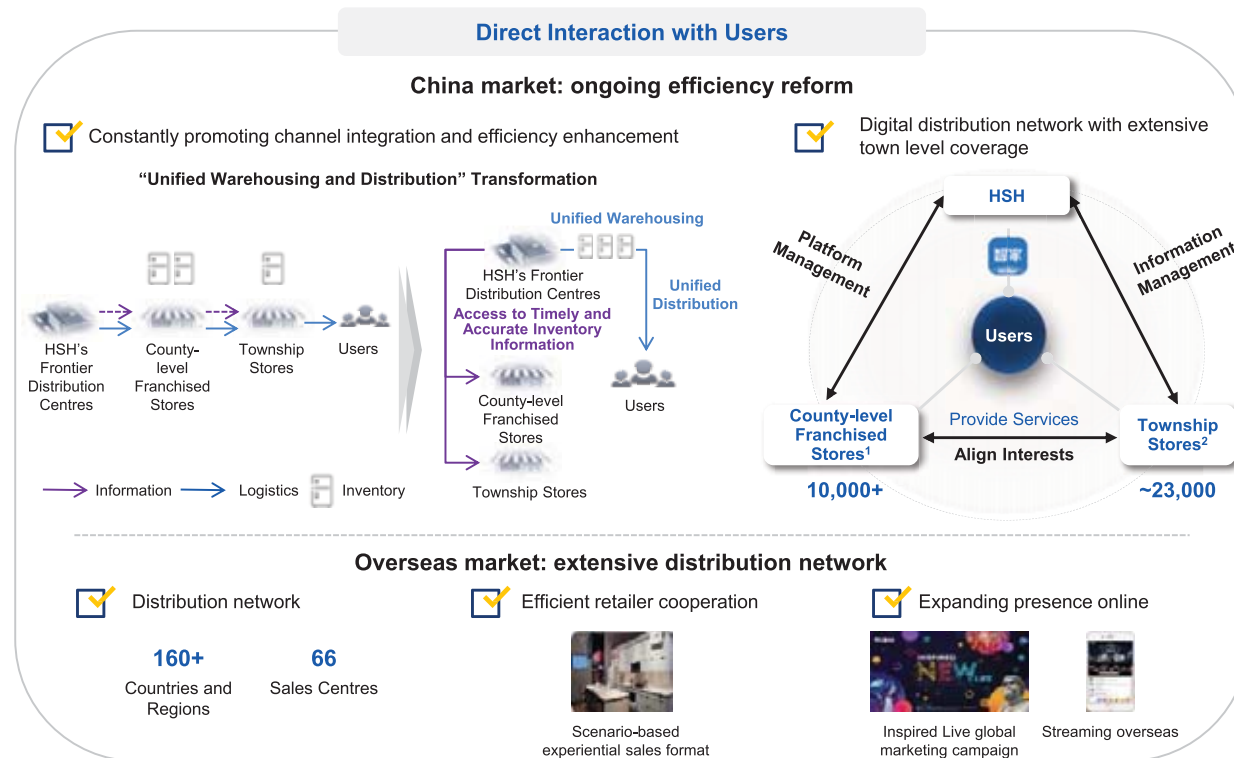 Direct Interaction with Users
China market: ongoing efficiency reform
Constantly promoting channel integration and efficiency enhancement
“Unified Warehousing and Distribution” Transformation
HSH's
Frontier
Distribution
Centres
County-
level
Franchised
Stores
Township
Stores
Users
Unified Warehousing
HSH's Frontier
Distribution Centres
Unified
Distribution
Access to Timely and
Accurate Inventory
Information
County-level
Franchised
Stores
Users
Township Stores
Information
Logistics
Inventory
Digital distribution network with extensive
town level coverage
HSH
Platform
Management
Information
Management
Users
County-level
Franchised
Stores1
Provide Services
Align Interests
Township
Stores2
10,000+
~23,000
Overseas market: extensive distribution network
Distribution network
160+
Countries and
Regions
66
Sales Centres
Efficient retailer cooperation
Scenario-based
experiential sales format
Expanding presence online
INSPIRED
NEW
LIFE
Inspired Live global
marketing campaign
Streaming overseas